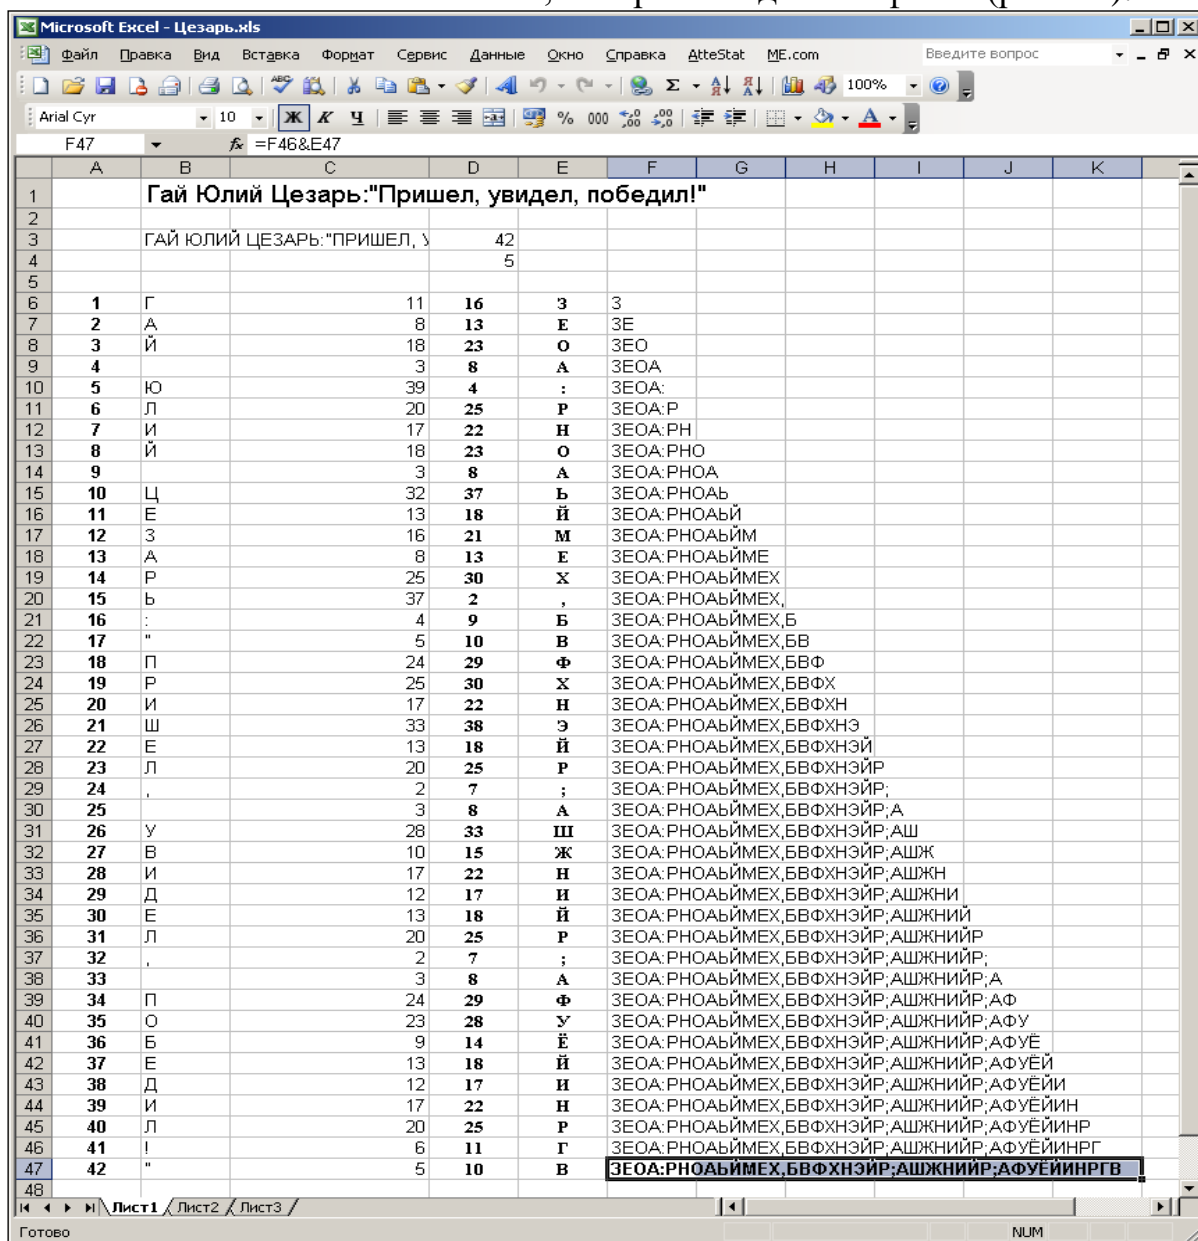 Microsoft Excel - Цезарь.xls
Файл Правка Вид Вставка Формат Сервис Данные Окно Справка AtteStat ME.com Введите вопрос
100%
Arial Cyr 10 Ж К Ч % 000
F47 fx =F46&E47
A B C D E F G H I J K
1 Гай Юлий Цезарь:"Пришел, увидел, победил!"
2
3 ГАЙ ЮЛИЙ ЦЕЗАРЬ:"ПРИШЕЛ, У 42
4 5
5
6 1 Г 11 16 З З
7 2 А 8 13 Е ЗЕ
8 3 Й 18 23 О ЗЕО
9 4 3 8 А ЗЕОА
10 5 Ю 39 4 : ЗЕОА:
11 6 Л 20 25 Р ЗЕОА:Р
12 7 И 17 22 Н ЗЕОА:РН
13 8 Й 18 23 О ЗЕОА:РНО
14 9 3 8 А ЗЕОА:РНОА
15 10 Ц 32 37 Ь ЗЕОА:РНОАЬ
16 11 Е 13 18 Й ЗЕОА:РНОАЬЙ
17 12 З 16 21 М ЗЕОА:РНОАЬЙМ
18 13 А 8 13 Е ЗЕОА:РНОАЬЙМЕ
19 14 Р 25 30 Х ЗЕОА:РНОАЬЙМЕХ
20 15 Ь 37 2 , ЗЕОА:РНОАЬЙМЕХ,
21 16 : 4 9 Б ЗЕОА:РНОАЬЙМЕХ,Б
22 17 " 5 10 В ЗЕОА:РНОАЬЙМЕХ,БВ
23 18 П 24 29 Ф ЗЕОА:РНОАЬЙМЕХ,БВФ
24 19 Р 25 30 Х ЗЕОА:РНОАЬЙМЕХ,БВФХ
25 20 И 17 22 Н ЗЕОА:РНОАЬЙМЕХ,БВФХН
26 21 Ш 33 38 Э ЗЕОА:РНОАЬЙМЕХ,БВФХНЭ
27 22 Е 13 18 Й ЗЕОА:РНОАЬЙМЕХ,БВФХНЭЙ
28 23 Л 20 25 Р ЗЕОА:РНОАЬЙМЕХ,БВФХНЭЙР
29 24 , 2 7 ; ЗЕОА:РНОАЬЙМЕХ,БВФХНЭЙР;
30 25 3 8 А ЗЕОА:РНОАЬЙМЕХ,БВФХНЭЙР;А
31 26 У 28 33 Ш ЗЕОА:РНОАЬЙМЕХ,БВФХНЭЙР;АШ
32 27 В 10 15 Ж ЗЕОА:РНОАЬЙМЕХ,БВФХНЭЙР;АШЖ
33 28 И 17 22 Н ЗЕОА:РНОАЬЙМЕХ,БВФХНЭЙР;АШЖН
34 29 Д 12 17 И ЗЕОА:РНОАЬЙМЕХ,БВФХНЭЙР;АШЖНИ
35 30 Е 13 18 Й ЗЕОА:РНОАЬЙМЕХ,БВФХНЭЙР;АШЖНИЙ
36 31 Л 20 25 Р ЗЕОА:РНОАЬЙМЕХ,БВФХНЭЙР;АШЖНИЙР
37 32 , 2 7 ; ЗЕОА:РНОАЬЙМЕХ,БВФХНЭЙР;АШЖНИЙР;
38 33 3 8 А ЗЕОА:РНОАЬЙМЕХ,БВФХНЭЙР;АШЖНИЙР;А
39 34 П 24 29 Ф ЗЕОА:РНОАЬЙМЕХ,БВФХНЭЙР;АШЖНИЙР;АФ
40 35 О 23 28 У ЗЕОА:РНОАЬЙМЕХ,БВФХНЭЙР;АШЖНИЙР;АФУ
41 36 Б 9 14 Ё ЗЕОА:РНОАЬЙМЕХ,БВФХНЭЙР;АШЖНИЙР;АФУЁ
42 37 Е 13 18 Й ЗЕОА:РНОАЬЙМЕХ,БВФХНЭЙР;АШЖНИЙР;АФУЁЙ
43 38 Д 12 17 И ЗЕОА:РНОАЬЙМЕХ,БВФХНЭЙР;АШЖНИЙР;АФУЁЙИ
44 39 И 17 22 Н ЗЕОА:РНОАЬЙМЕХ,БВФХНЭЙР;АШЖНИЙР;АФУЁЙИН
45 40 Л 20 25 Р ЗЕОА:РНОАЬЙМЕХ,БВФХНЭЙР;АШЖНИЙР;АФУЁЙИНР
46 41 ! 6 11 Г ЗЕОА:РНОАЬЙМЕХ,БВФХНЭЙР;АШЖНИЙР;АФУЁЙИНРГ
47 42 " 5 10 В ЗЕОА:РНОАЬЙМЕХ,БВФХНЭЙР;АШЖНИЙР;АФУЁЙИНРГВ
48
Лист1 Лист2 Лист3
Готово NUM